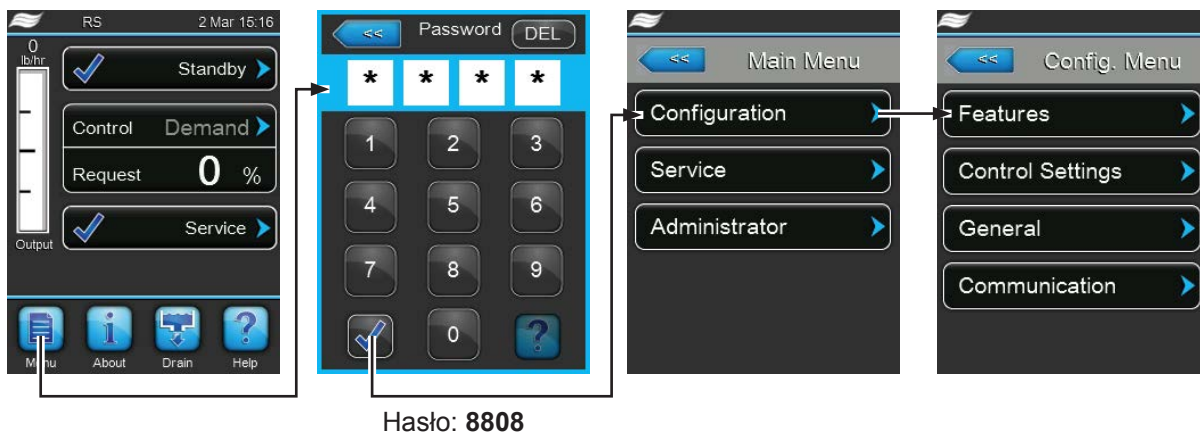 RS 2 Mar 15:16
0
lb/hr
Standby
Control Demand
Request 0 %
Service
Output
Menu About Drain Help
<< Password DEL
* * * *
1 2 3
4 5 6
7 8 9
0 ?
Hasło: 8808
<< Main Menu
Configuration
Service
Administrator
<< Config. Menu
Features
Control Settings
General
Communication